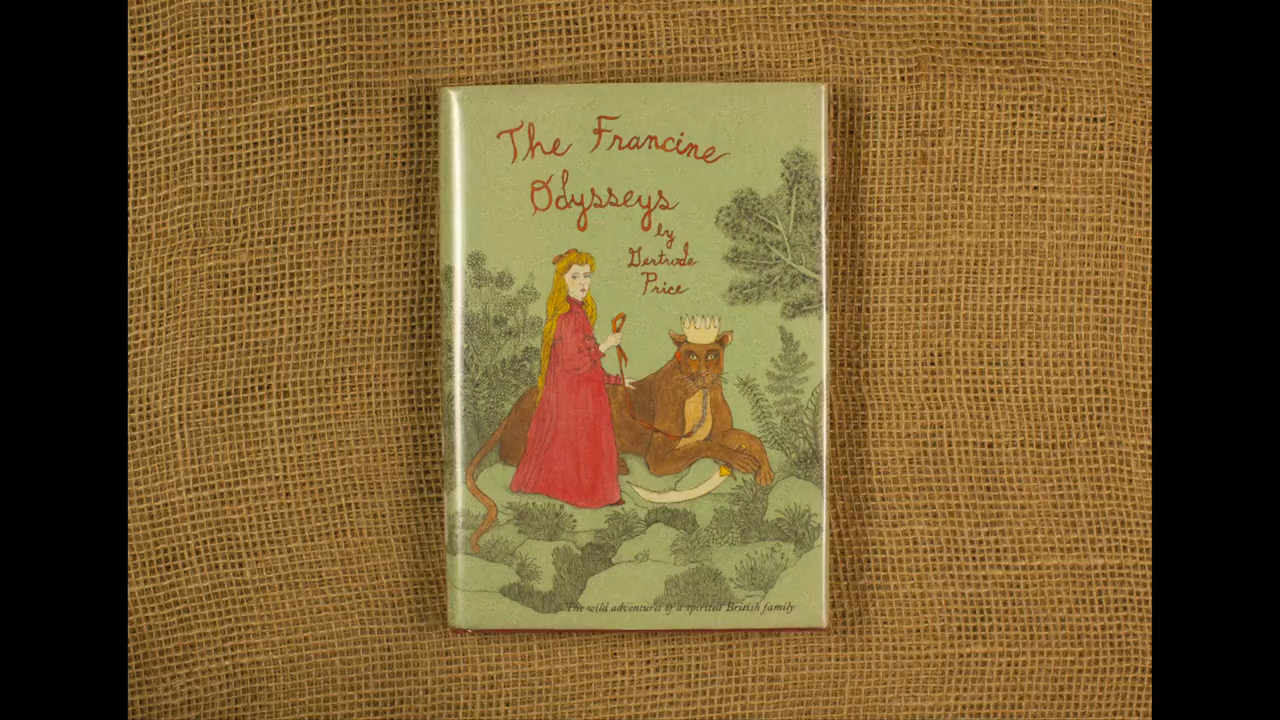 The Francine
Odysseys
by
Gertrude
Price
The wild adventures of a spirited British family